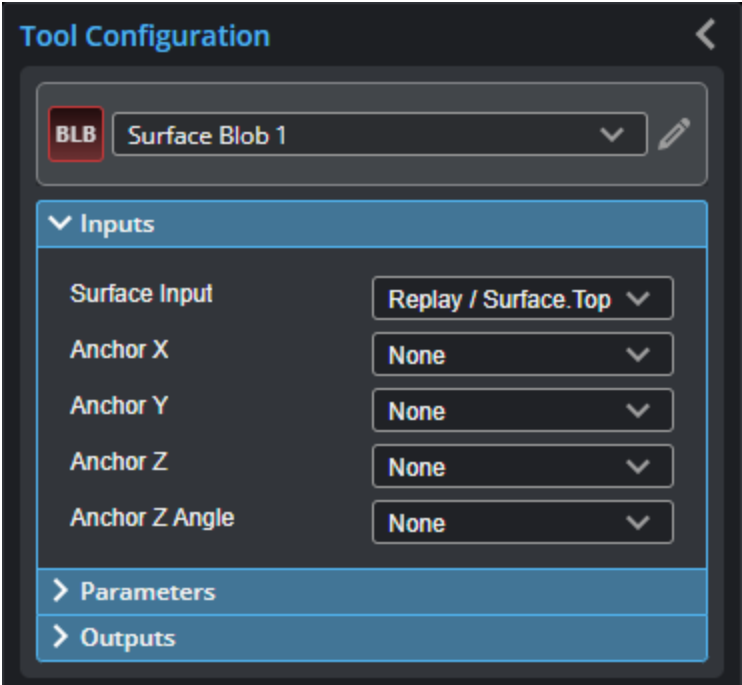 Tool Configuration
BLB Surface Blob 1
Inputs
Surface Input Replay / Surface.Top
Anchor X None
Anchor Y None
Anchor Z None
Anchor Z Angle None
Parameters
Outputs